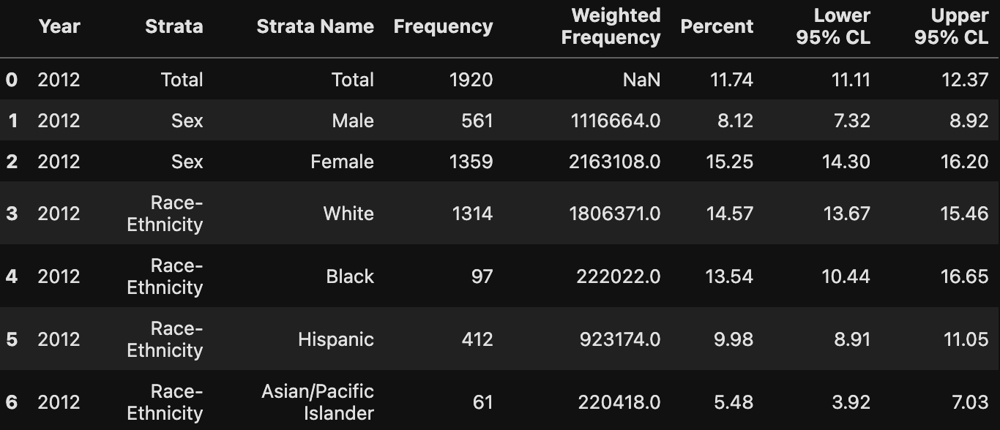 Year Strata Strata Name Frequency Weighted Frequency Percent Lower 95% CL Upper 95% CL
0 2012 Total Total 1920 NaN 11.74 11.11 12.37
1 2012 Sex Male 561 1116664.0 8.12 7.32 8.92
2 2012 Sex Female 1359 2163108.0 15.25 14.30 16.20
3 2012 Race-Ethnicity White 1314 1806371.0 14.57 13.67 15.46
4 2012 Race-Ethnicity Black 97 222022.0 13.54 10.44 16.65
5 2012 Race-Ethnicity Hispanic 412 923174.0 9.98 8.91 11.05
6 2012 Race-Ethnicity Asian/Pacific Islander 61 220418.0 5.48 3.92 7.03